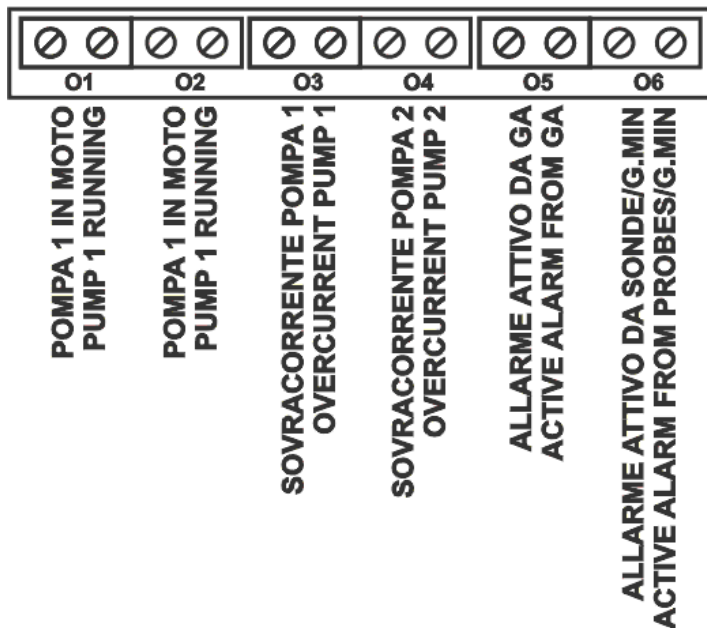 O1
O2
O3
O4
O5
O6
POMPA 1 IN MOTO
PUMP 1 RUNNING
POMPA 1 IN MOTO
PUMP 1 RUNNING
SOVRACORRENTE POMPA 1
OVERCURRENT PUMP 1
SOVRACORRENTE POMPA 2
OVERCURRENT PUMP 2
ALLARME ATTIVO DA GA
ACTIVE ALARM FROM GA
ALLARME ATTIVO DA SONDE/G.MIN
ACTIVE ALARM FROM PROBES/G.MIN